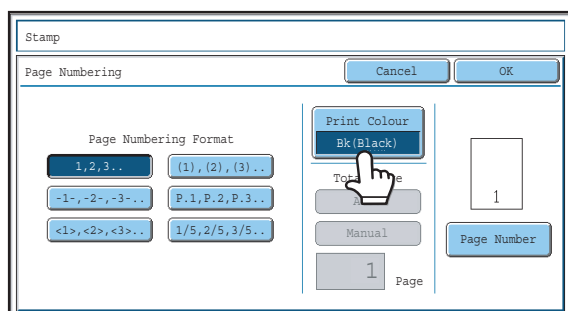 Stamp
Page Numbering
Cancel
OK
Page Numbering Format
1,2,3..
(1),(2),(3)..
-1-,-2-,-3-..
P.1,P.2,P.3..
<1>,<2>,<3>..
1/5,2/5,3/5..
Print Colour
Bk(Black)
Manual
1
Page
1
Page Number